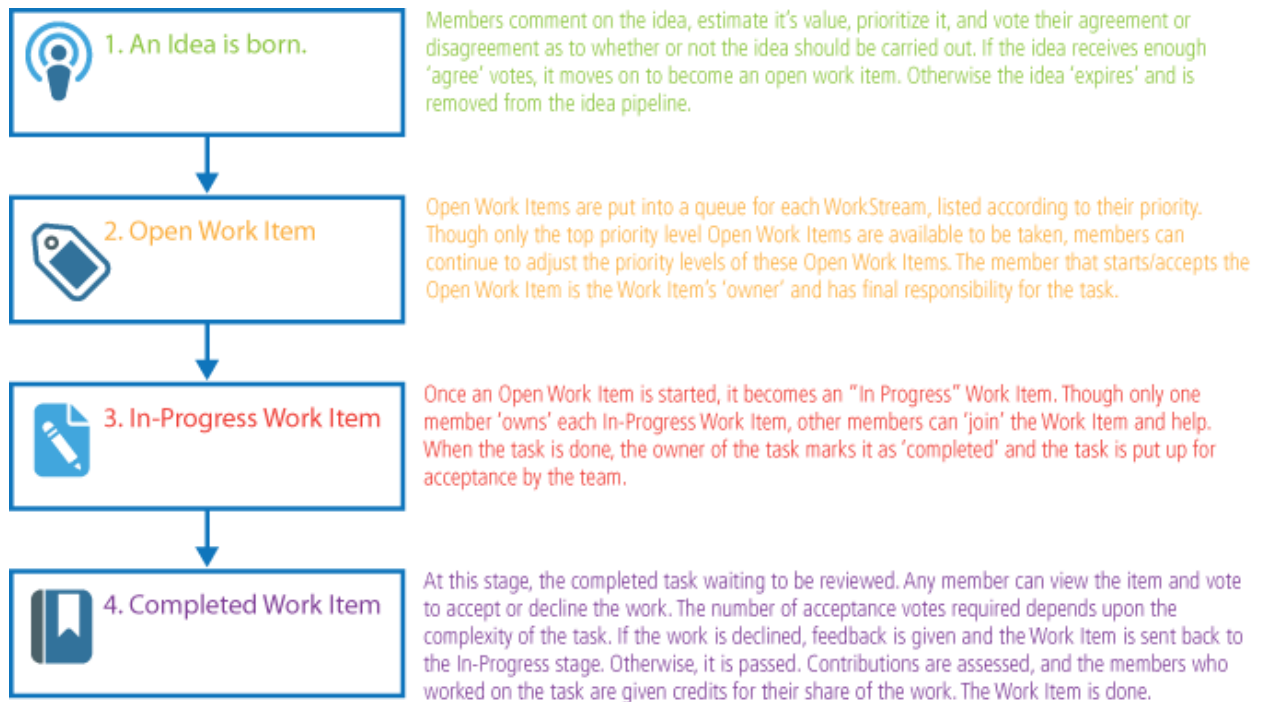 1. An Idea is born.
Members comment on the idea, estimate it's value, prioritize it, and vote their agreement or
disagreement as to whether or not the idea should be carried out. If the idea receives enough
'agree' votes, it moves on to become an open work item. Otherwise the idea 'expires' and is
removed from the idea pipeline.
2. Open Work Item
Open Work Items are put into a queue for each WorkStream, listed according to their priority.
Though only the top priority level Open Work Items are available to be taken, members can
continue to adjust the priority levels of these Open Work Items. The member that starts/accepts the
Open Work Item is the Work Item's 'owner' and has final responsibility for the task.
3. In-Progress Work Item
Once an Open Work Item is started, it becomes an "In Progress" Work Item. Though only one
member 'owns' each In-Progress Work Item, other members can 'join' the Work Item and help.
When the task is done, the owner of the task marks it as 'completed' and the task is put up for
acceptance by the team.
4. Completed Work Item
At this stage, the completed task waiting to be reviewed. Any member can view the item and vote
to accept or decline the work. The number of acceptance votes required depends upon the
complexity of the task. If the work is declined, feedback is given and the Work Item is sent back to
the In-Progress stage. Otherwise, it is passed. Contributions are assessed, and the members who
worked on the task are given credits for their share of the work. The Work Item is done.